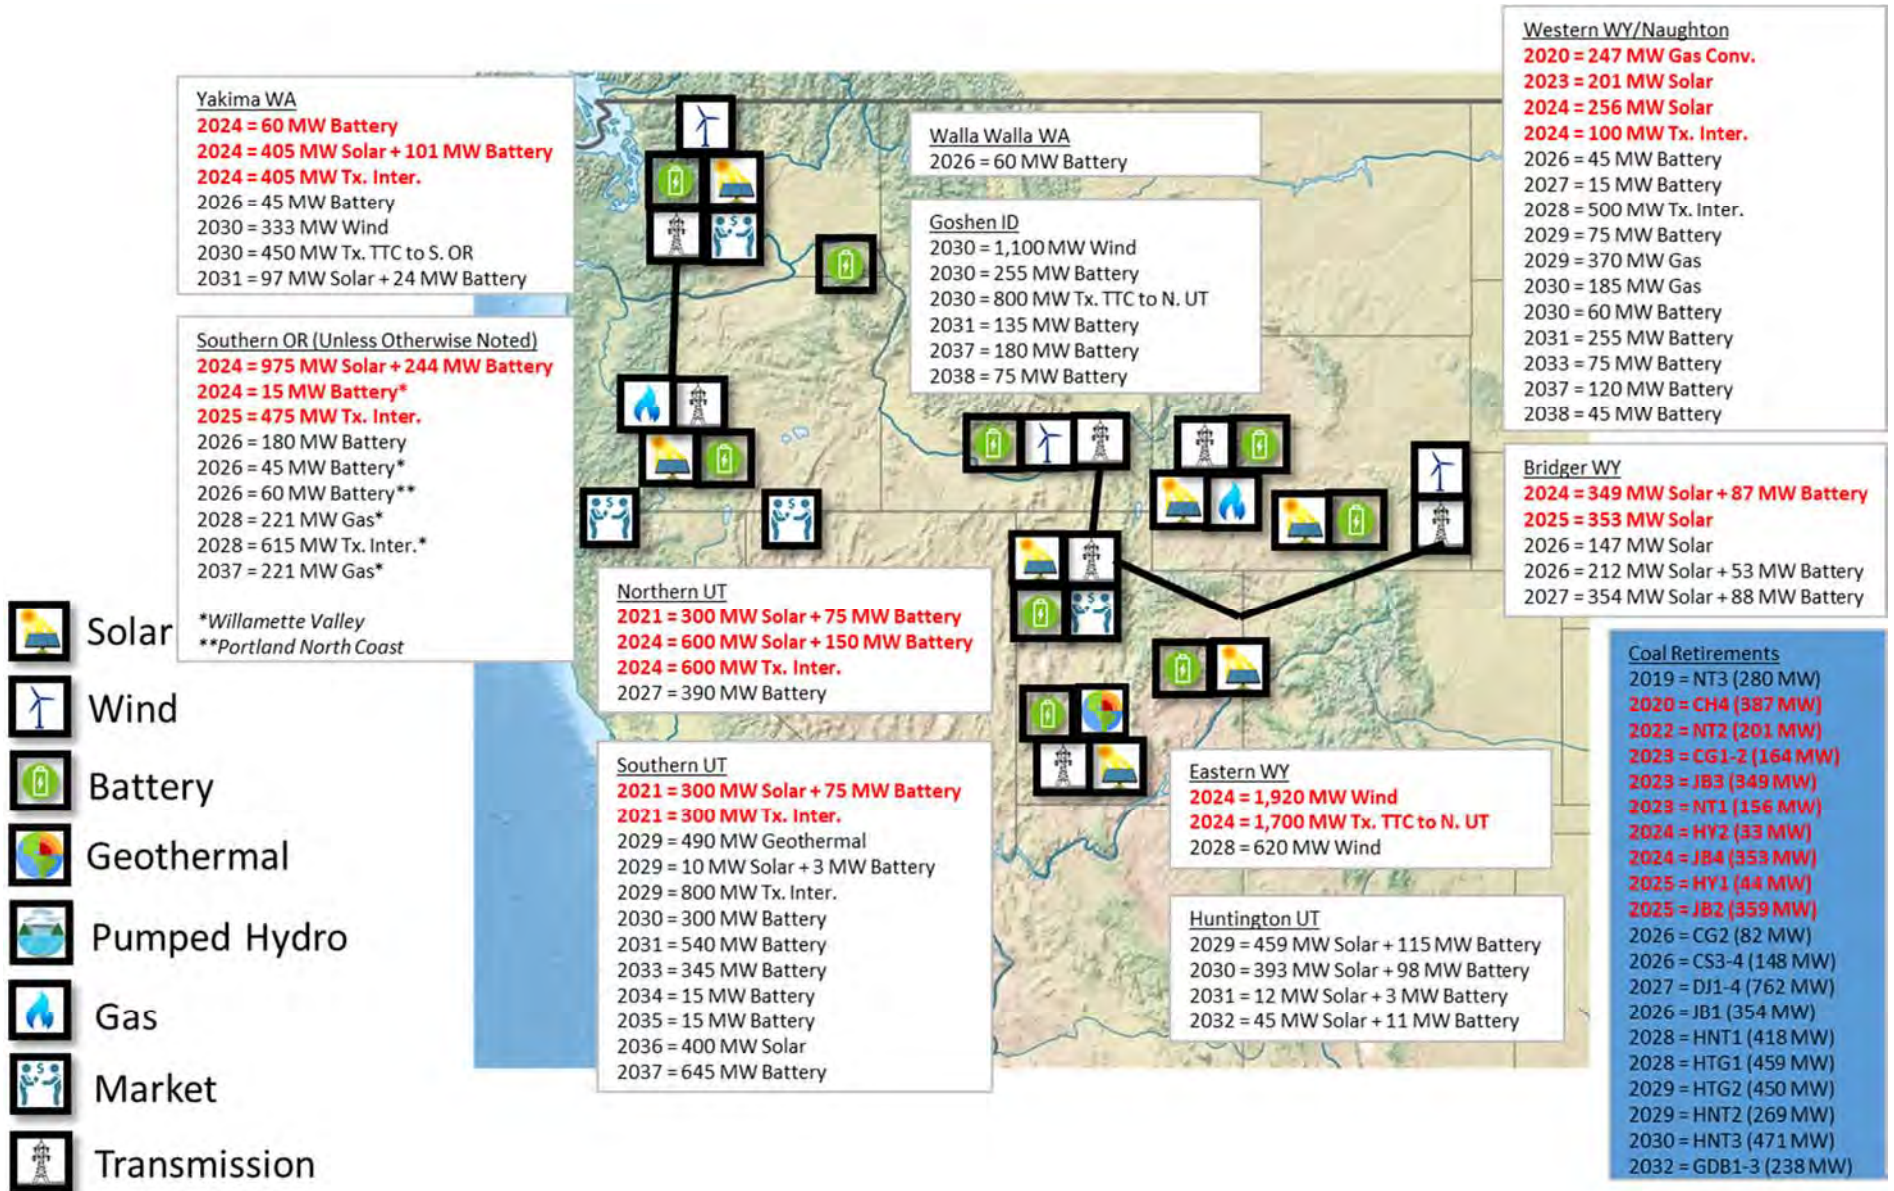 Yakima WA
2024 = 60 MW Battery
2024 = 405 MW Solar + 101 MW Battery
2024 = 405 MW Tx. Inter.
2026 = 45 MW Battery
2030 = 333 MW Wind
2030 = 450 MW Tx. TTC to S. OR
2031 = 97 MW Solar + 24 MW Battery
Southern OR (Unless Otherwise Noted)
2024 = 975 MW Solar + 244 MW Battery
2024 = 15 MW Battery*
2025 = 475 MW Tx. Inter.
2026 = 180 MW Battery
2026 = 45 MW Battery*
2026 = 60 MW Battery**
2028 = 221 MW Gas*
2028 = 615 MW Tx. Inter.*
2037 = 221 MW Gas*
*Willamette Valley
**Portland North Coast
Walla Walla WA
2026 = 60 MW Battery
Goshen ID
2030 = 1,100 MW Wind
2030 = 255 MW Battery
2030 = 800 MW Tx. TTC to N. UT
2031 = 135 MW Battery
2037 = 180 MW Battery
2038 = 75 MW Battery
Western WY/Naughton
2020 = 247 MW Gas Conv.
2023 = 201 MW Solar
2024 = 256 MW Solar
2024 = 100 MW Tx. Inter.
2026 = 45 MW Battery
2027 = 15 MW Battery
2028 = 500 MW Tx. Inter.
2029 = 75 MW Battery
2029 = 370 MW Gas
2030 = 185 MW Gas
2030 = 60 MW Battery
2031 = 255 MW Battery
2033 = 75 MW Battery
2037 = 120 MW Battery
2038 = 45 MW Battery
Bridger WY
2024 = 349 MW Solar + 87 MW Battery
2025 = 353 MW Solar
2026 = 147 MW Solar
2026 = 212 MW Solar + 53 MW Battery
2027 = 354 MW Solar + 88 MW Battery
Northern UT
2021 = 300 MW Solar + 75 MW Battery
2024 = 600 MW Solar + 150 MW Battery
2024 = 600 MW Tx. Inter.
2027 = 390 MW Battery
Southern UT
2021 = 300 MW Solar + 75 MW Battery
2021 = 300 MW Tx. Inter.
2029 = 490 MW Geothermal
2029 = 10 MW Solar + 3 MW Battery
2029 = 800 MW Tx. Inter.
2030 = 300 MW Battery
2031 = 540 MW Battery
2033 = 345 MW Battery
2034 = 15 MW Battery
2035 = 15 MW Battery
2036 = 400 MW Solar
2037 = 645 MW Battery
Eastern WY
2024 = 1,920 MW Wind
2024 = 1,700 MW Tx. TTC to N. UT
2028 = 620 MW Wind
Huntington UT
2029 = 459 MW Solar + 115 MW Battery
2030 = 393 MW Solar + 98 MW Battery
2031 = 12 MW Solar + 3 MW Battery
2032 = 45 MW Solar + 11 MW Battery
Coal Retirements
2019 = NT3 (280 MW)
2020 = CH4 (387 MW)
2022 = NT2 (201 MW)
2023 = CG1-2 (164 MW)
2023 = JB3 (349 MW)
2023 = NT1 (156 MW)
2024 = HY2 (33 MW)
2024 = JB4 (353 MW)
2025 = HY1 (44 MW)
2025 = JB2 (359 MW)
2026 = CG2 (82 MW)
2026 = CS3-4 (148 MW)
2027 = DJ1-4 (762 MW)
2026 = JB1 (354 MW)
2028 = HNT1 (418 MW)
2028 = HTG1 (459 MW)
2029 = HTG2 (450 MW)
2029 = HNT2 (269 MW)
2030 = HNT3 (471 MW)
2032 = GDB1-3 (238 MW)
Solar
Wind
Battery
Geothermal
Pumped Hydro
Gas
Market
Transmission